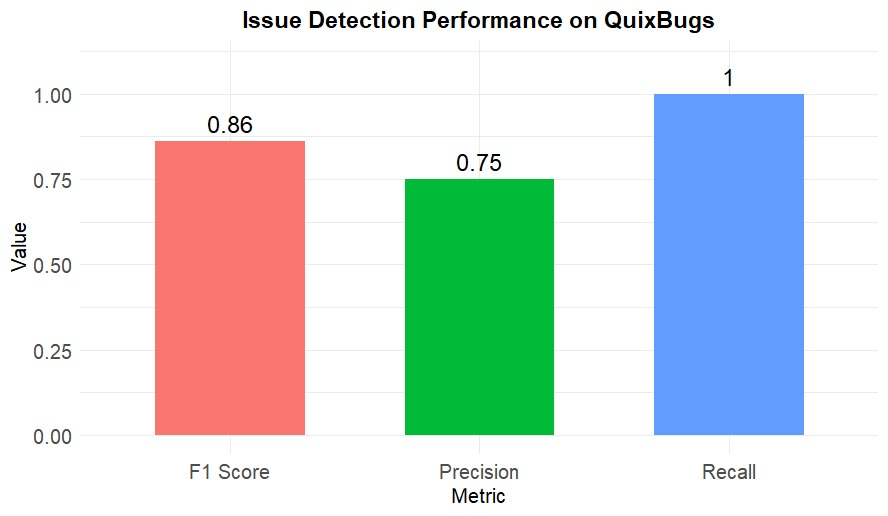 Issue Detection Performance on QuixBugs
1
1.00
0.86
0.75
0.75
0.50
0.25
0.00
Value
F1 Score Precision Recall
Metric